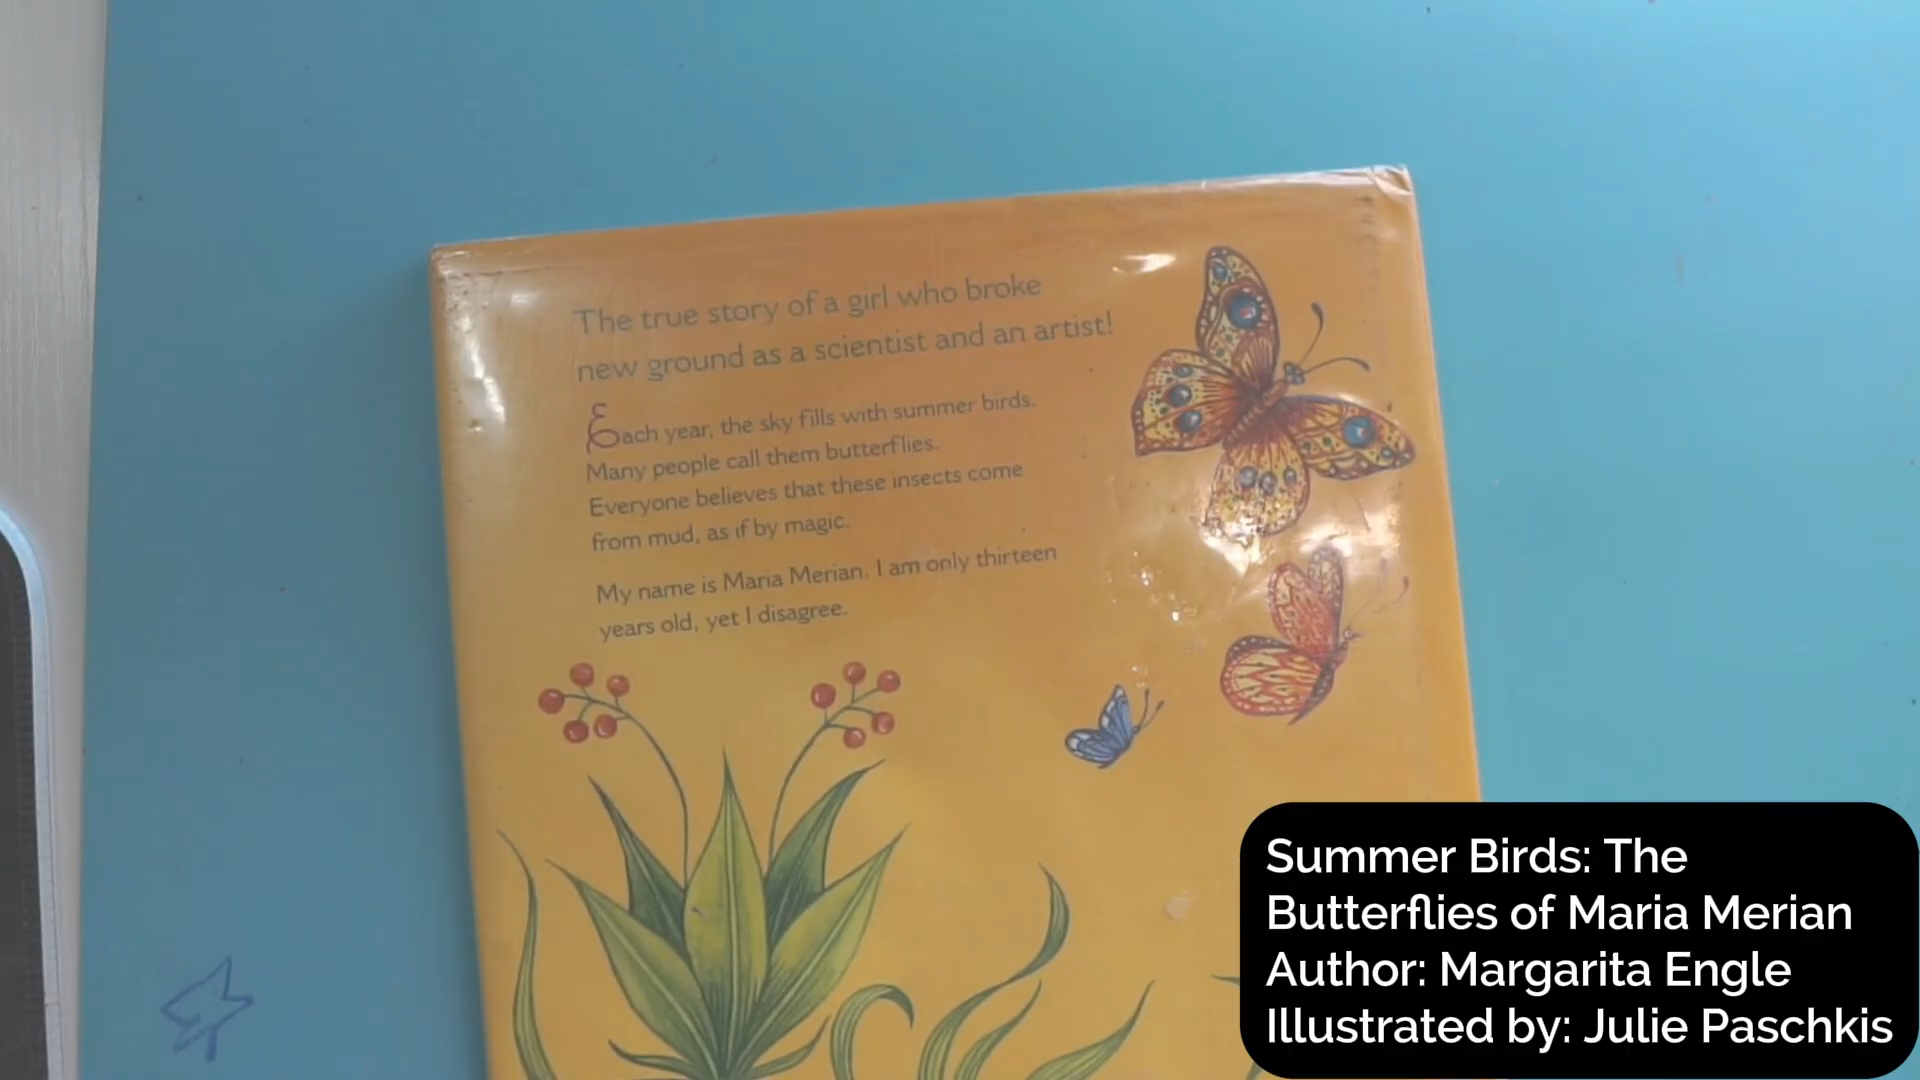 The true story of a girl who broke
new ground as a scientist and an artist!
Each year, the sky fills with summer birds.
Many people call them butterflies.
Everyone believes that these insects come
from mud, as if by magic.
My name is Maria Merian. I am only thirteen
years old, yet I disagree.
Summer Birds: The
Butterflies of Maria Merian
Author: Margarita Engle
Illustrated by: Julie Paschkis